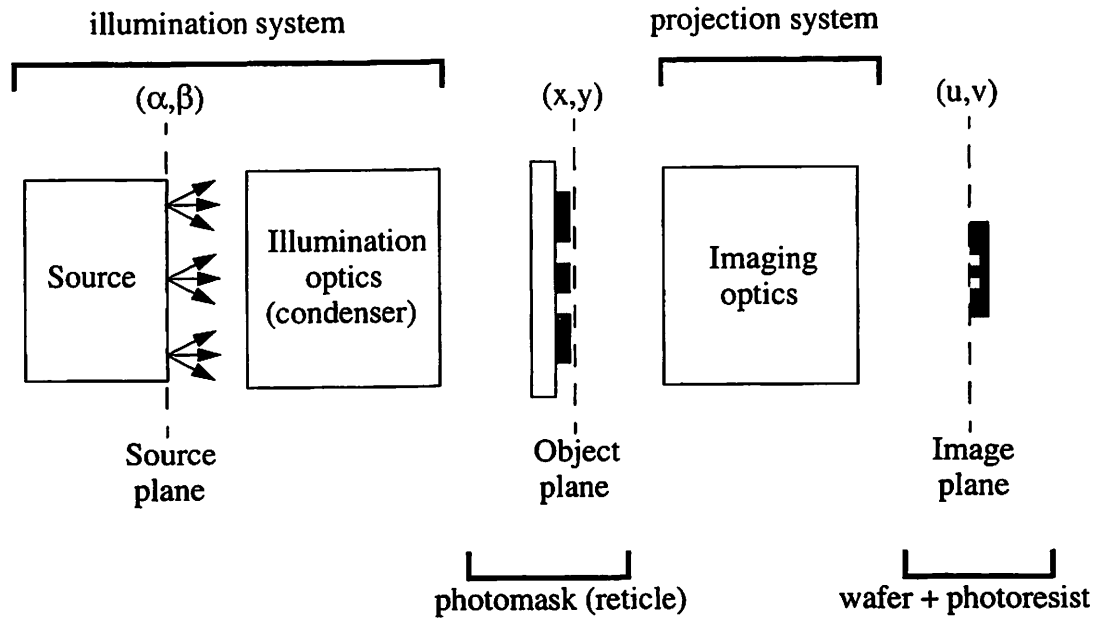 illumination system
projection system
(α,β)
(x,y)
(u,v)
Source
Illumination
optics
(condenser)
Imaging
optics
Source
plane
Object
plane
Image
plane
photomask (reticle)
wafer + photoresist